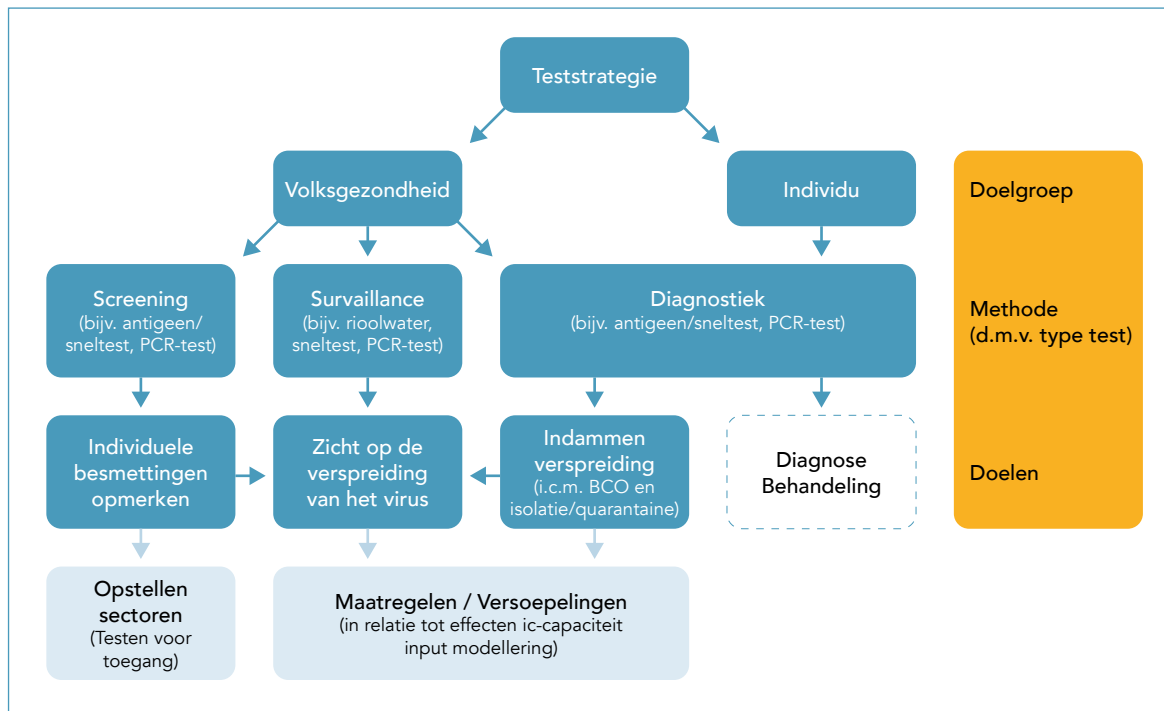 Teststrategie
Volksgezondheid
Individu
Doelgroep
Screening
(bijv. antigeen/
sneltest, PCR-test)
Survaillance
(bijv. rioolwater,
sneltest, PCR-test)
Diagnostiek
(bijv. antigeen/sneltest, PCR-test)
Methode
(d.m.v. type test)
Individuele
besmettingen
opmerken
Zicht op de
verspreiding
van het virus
Indammen
verspreiding
(i.c.m. BCO en
isolatie/quarantaine)
Diagnose
Behandeling
Doelen
Opstellen
sectoren
(Testen voor
toegang)
Maatregelen / Versoepelingen
(in relatie tot effecten ic-capaciteit
input modellering)